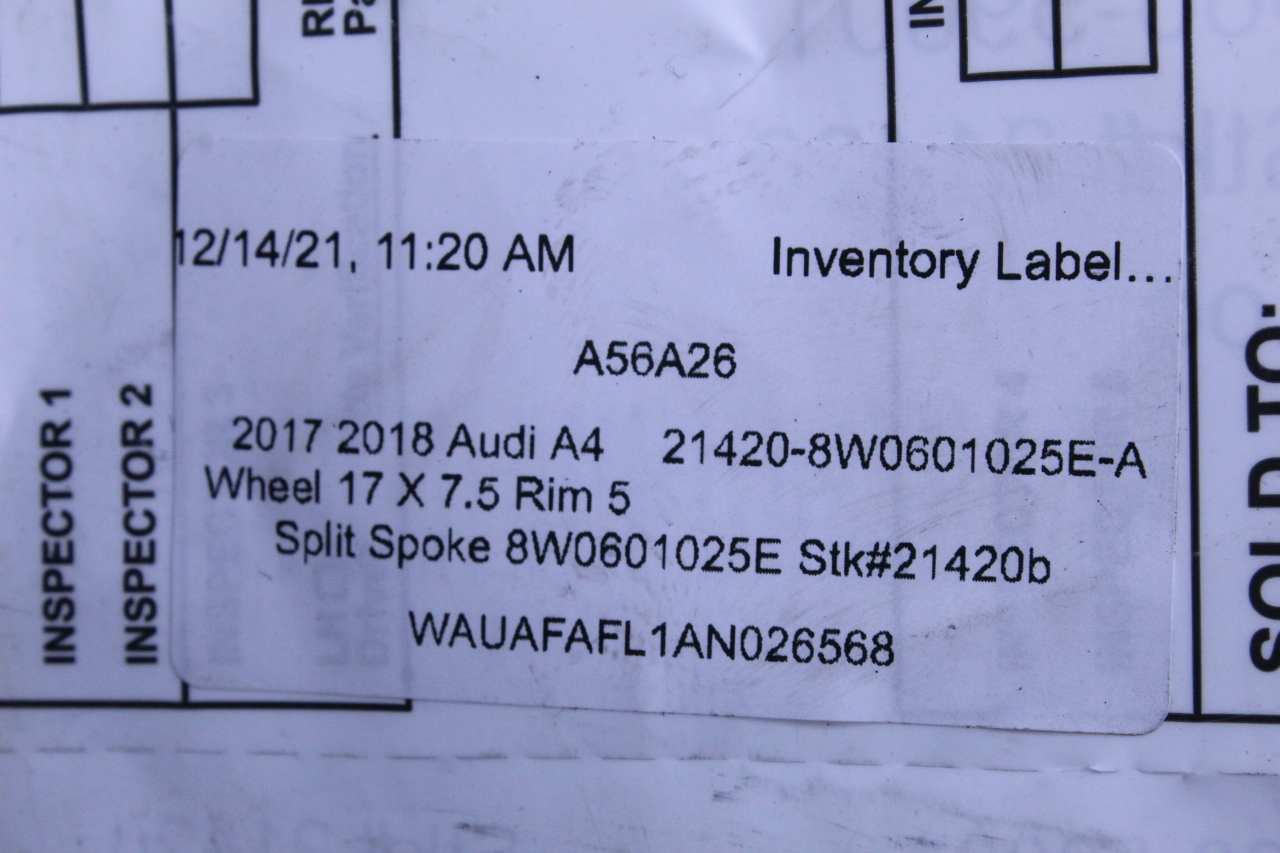 12/14/21, 11:20 AM Inventory Label...
A56A26
2017 2018 Audi A4 21420-8W0601025E-A
Wheel 17 X 7.5 Rim 5
Split Spoke 8W0601025E Stk#21420b
WAUAFAFL1AN026568
INSPECTOR 1
INSPECTOR 2
SOLD TO: